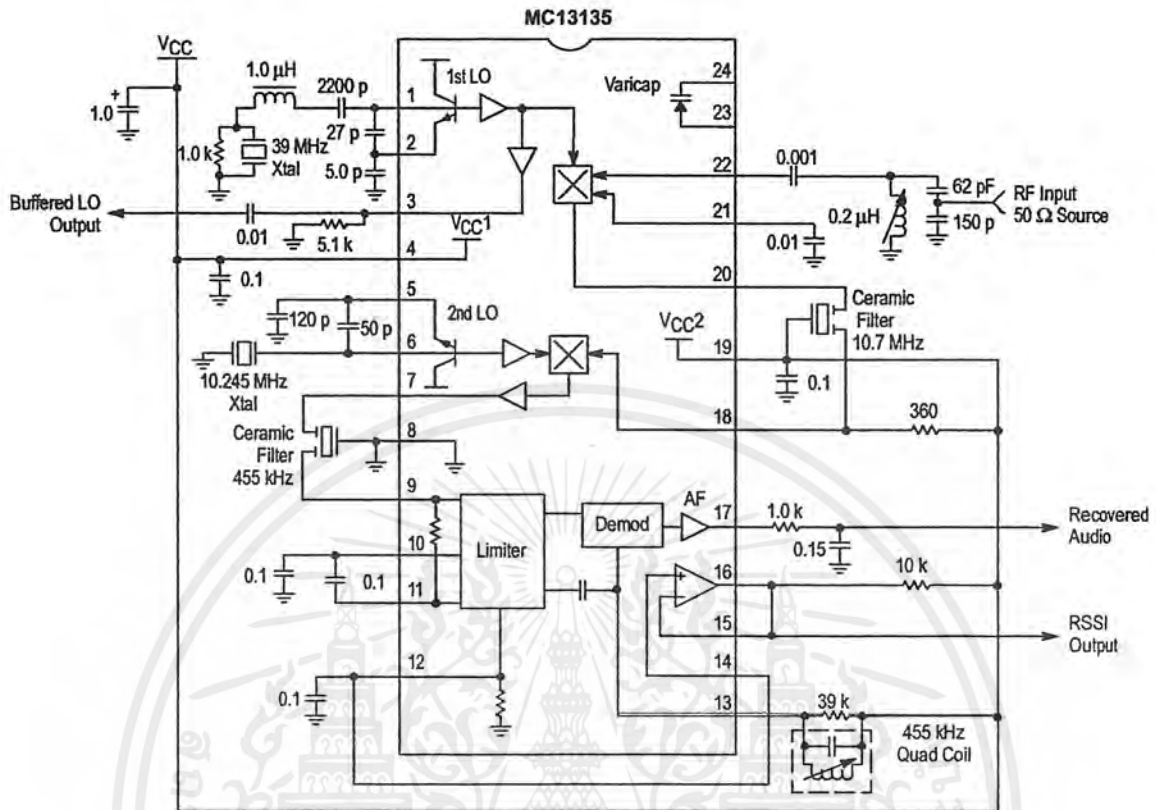 MC13135
VCC
1.0 µH
2200 p
1st LO
Varicap
24
23
+
1.0
1.0 k
39 MHz
Xtal
1
27 p
2
5.0 p
22
0.001
62 pF
RF Input
50 Ω Source
150 p
0.2 µH
21
0.01
Buffered LO
Output
0.01
5.1 k
3
VCC1
4
0.1
20
Ceramic
Filter
10.7 MHz
5
120 p
50 p
2nd LO
6
10.245 MHz
Xtal
7
VCC2
19
0.1
18
360
Ceramic
Filter
455 kHz
8
9
Limiter
Demod
AF
17
1.0 k
0.15
Recovered
Audio
10
0.1
0.1
11
+
−
16
10 k
15
RSSI
Output
14
12
0.1
13
39 k
455 kHz
Quad Coil